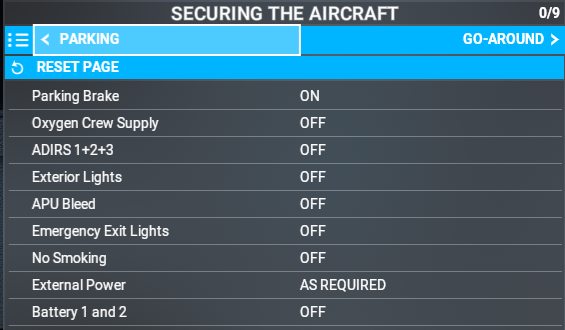 SECURING THE AIRCRAFT 0/9
< PARKING GO-AROUND >
RESET PAGE
Parking Brake ON
Oxygen Crew Supply OFF
ADIRS 1+2+3 OFF
Exterior Lights OFF
APU Bleed OFF
Emergency Exit Lights OFF
No Smoking OFF
External Power AS REQUIRED
Battery 1 and 2 OFF